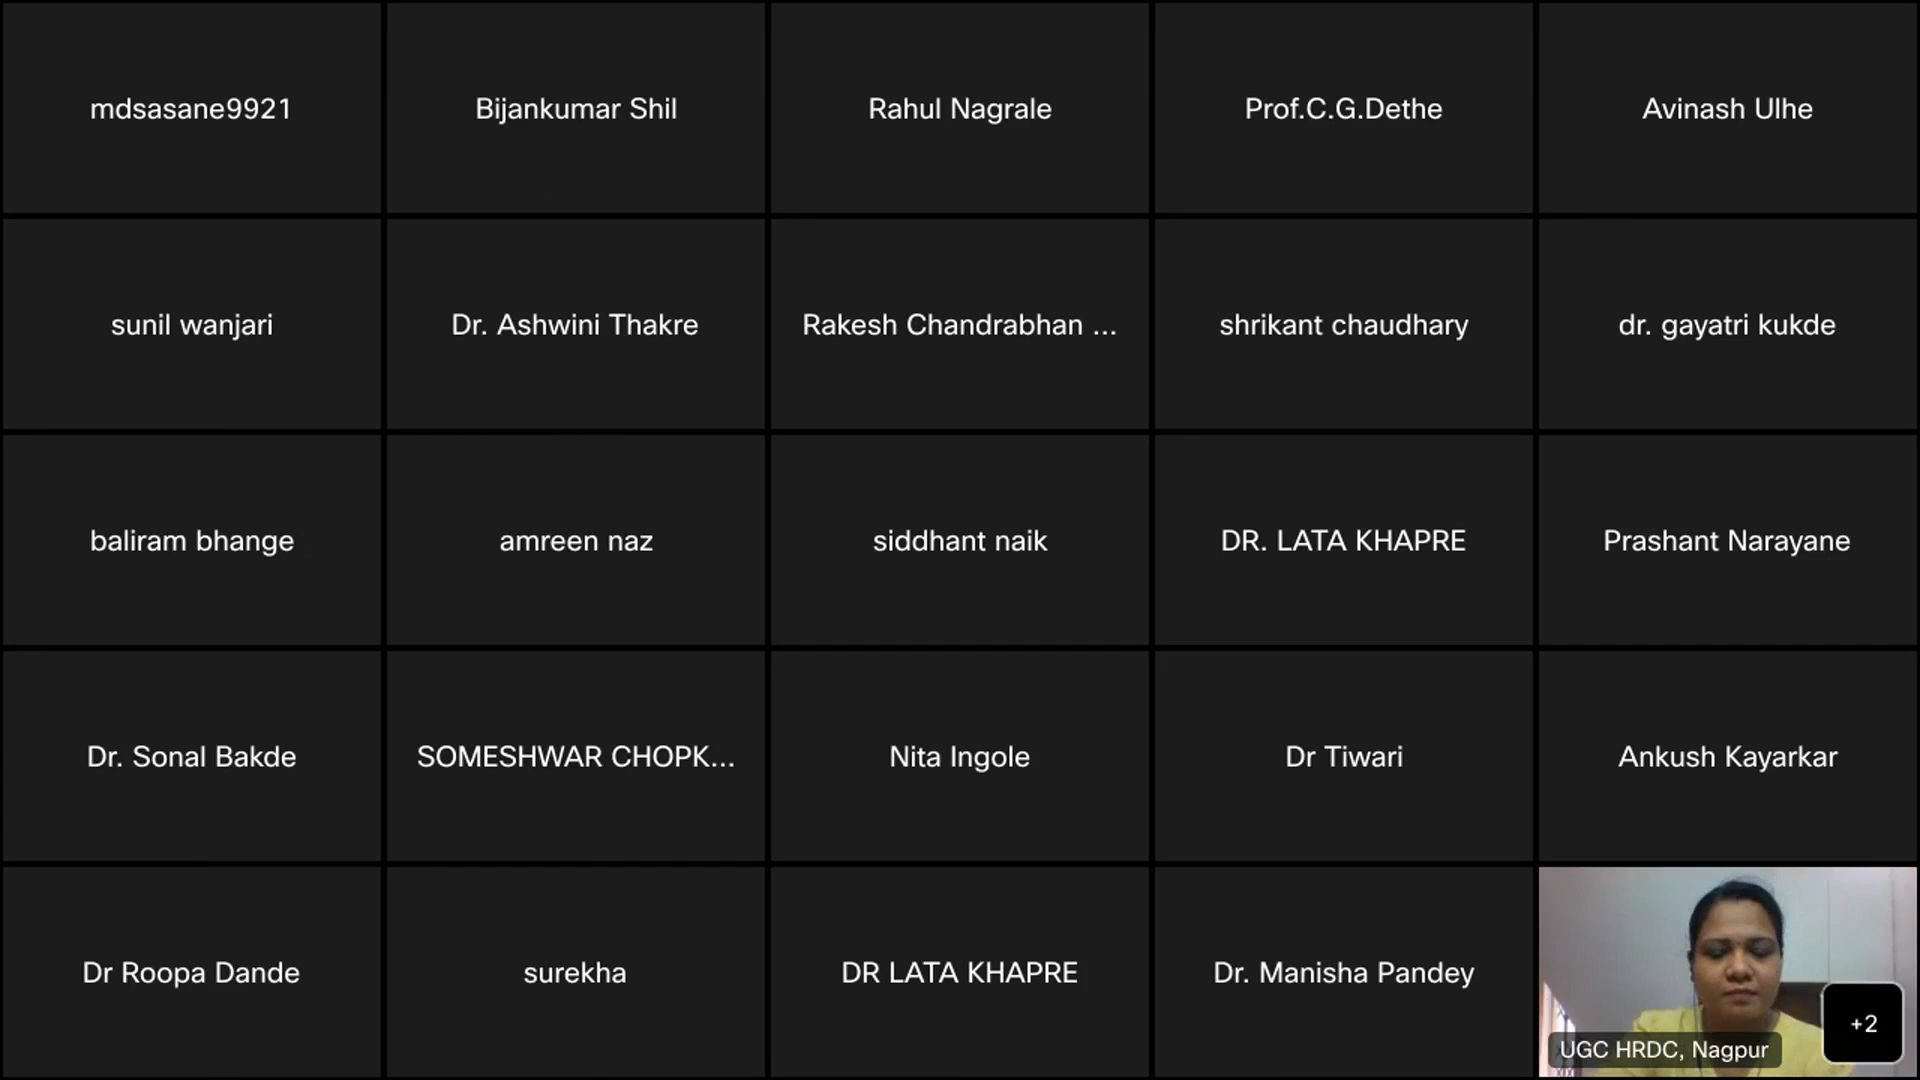 mdsasane9921
Bijankumar Shil
Rahul Nagrale
Prof.C.G.Dethe
Avinash Ulhe
sunil wanjari
Dr. Ashwini Thakre
Rakesh Chandrabhan ...
shrikant chaudhary
dr. gayatri kukde
baliram bhange
amreen naz
siddhant naik
DR. LATA KHAPRE
Prashant Narayane
Dr. Sonal Bakde
SOMESHWAR CHOPK...
Nita Ingole
Dr Tiwari
Ankush Kayarkar
Dr Roopa Dande
surekha
DR LATA KHAPRE
Dr. Manisha Pandey
UGC HRDC, Nagpur
+2